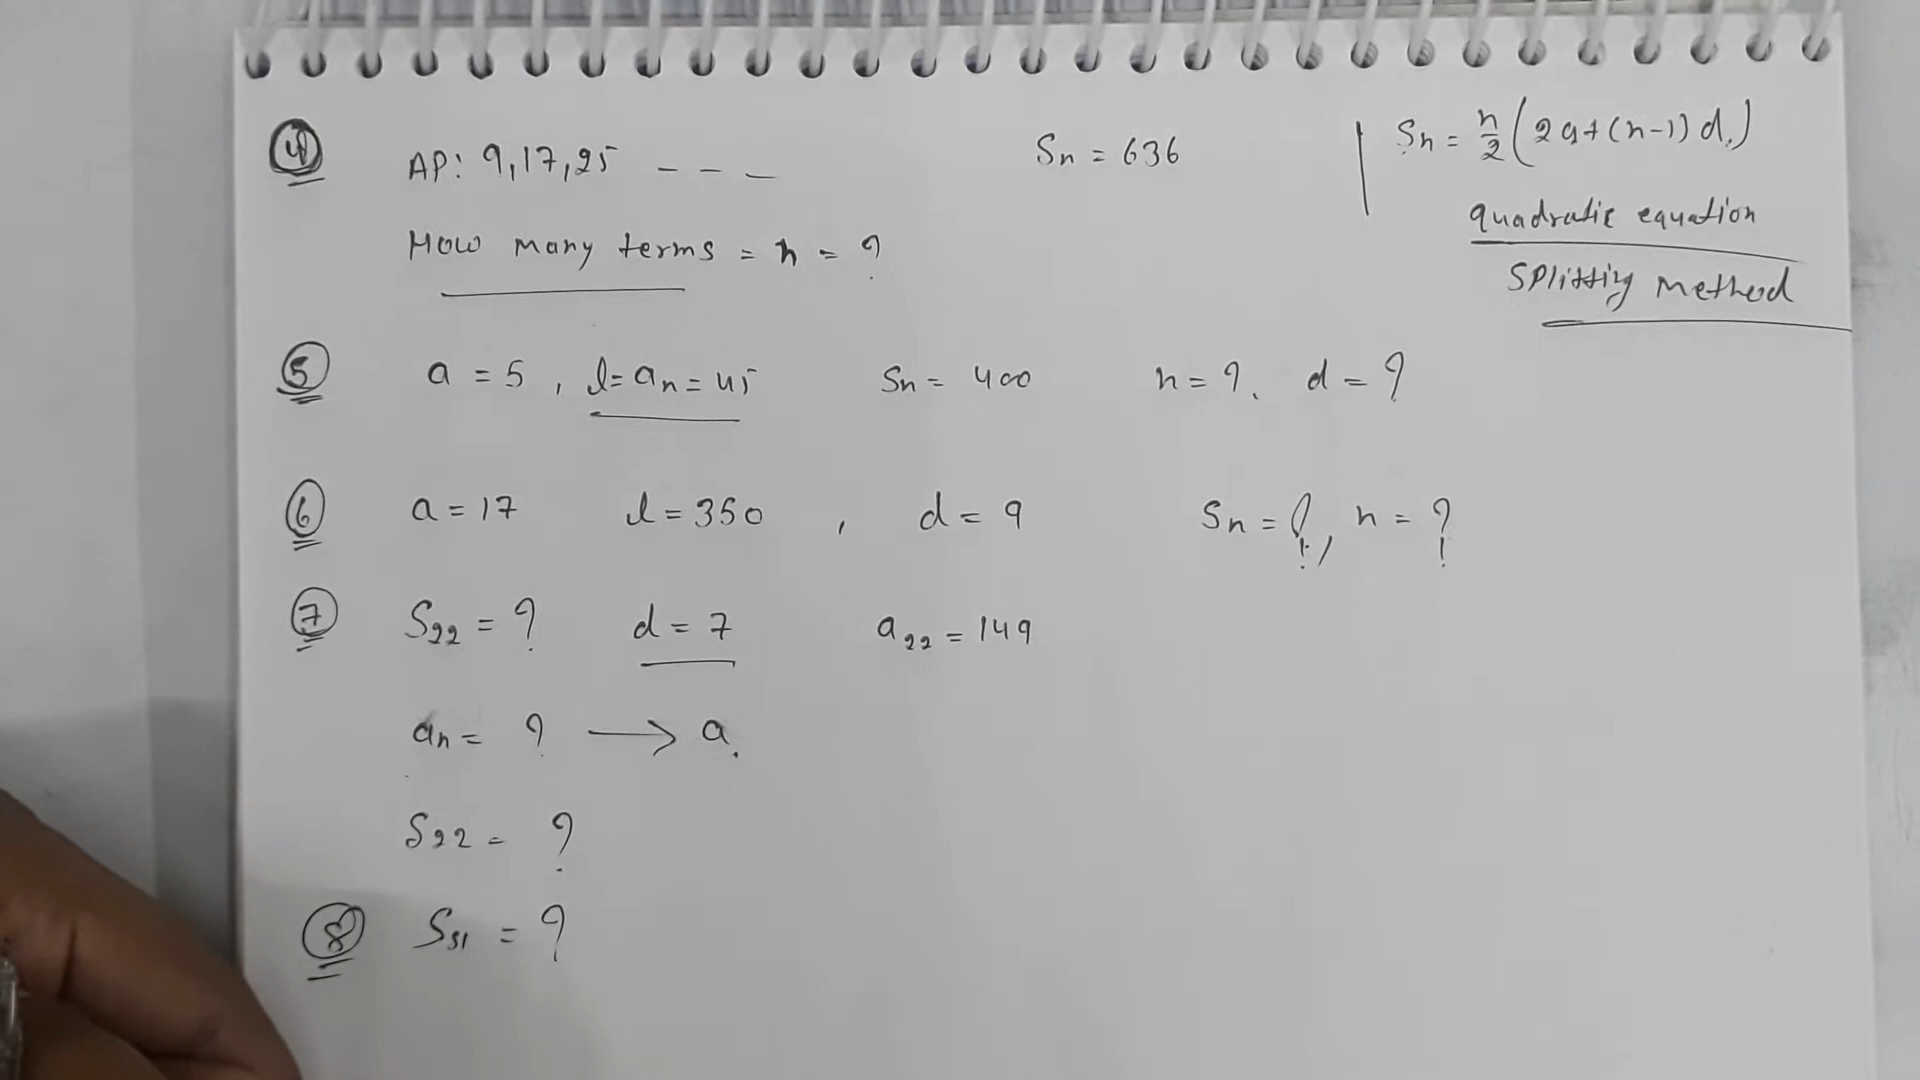 ④ AP: 9,17,25 - - - Sn = 636 | Sn = n/2 (2a+(n-1)d.)
How many terms = n = ?
quadratic equation
Splitting method
⑤ a = 5 , l=an=45 Sn = 400 n=?. d=?
⑥ a=17 l=350 , d=9 Sn=?, n=?
⑦ S22=? d=7 a22=149
an= ? → a.
S22= ?
⑧ S51 = ?